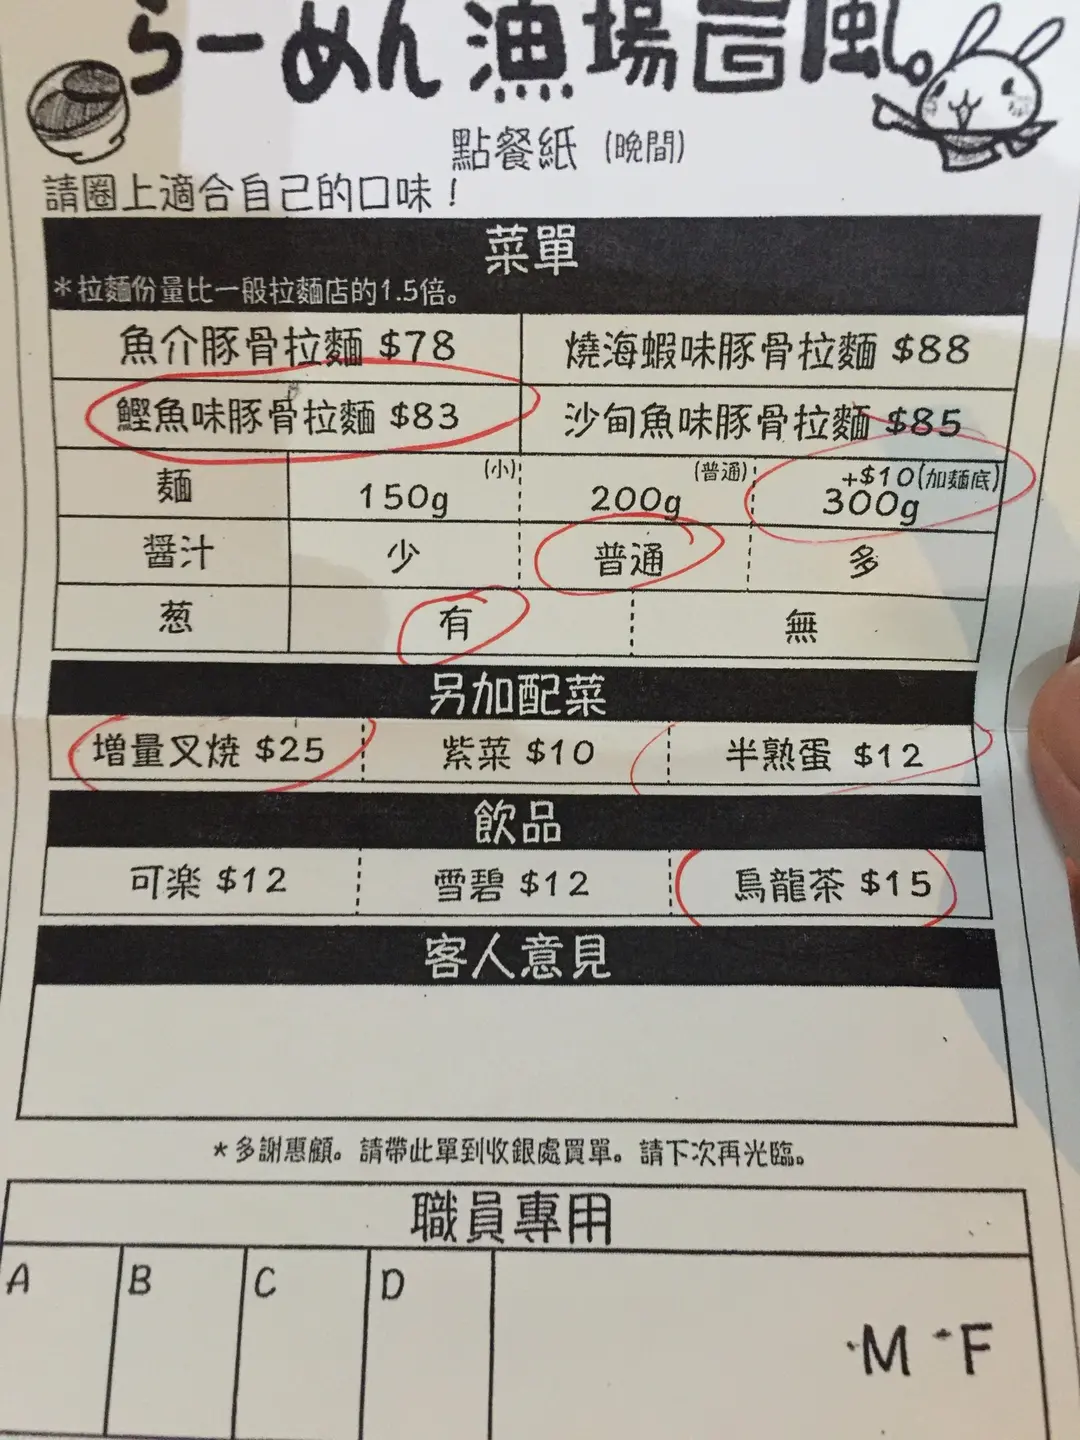 らーめん漁場台風。
點餐紙 (晚間)
請圈上適合自己的口味！
菜單
*拉麵份量比一般拉麵店的1.5倍。
魚介豚骨拉麵 $78 燒海蝦味豚骨拉麵 $88
鰹魚味豚骨拉麵 $83 沙甸魚味豚骨拉麵 $85
麵 150g (小) 200g (普通) 300g +$10(加麵底)
醬汁 少 普通 多
葱 有 無
另加配菜
增量叉燒 $25 紫菜 $10 半熟蛋 $12
飲品
可樂 $12 雪碧 $12 烏龍茶 $15
客人意見
*多謝惠顧。請帶此單到收銀處買單。請下次再光臨。
職員專用
A B C D
M F